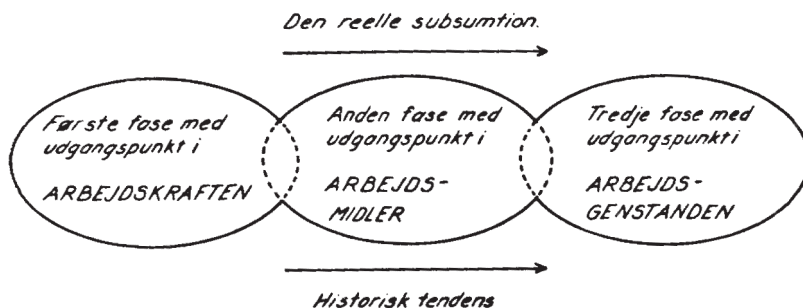 Den reelle subsumtion.
Første fase med
udgangspunkt i
ARBEJDSKRAFTEN
Anden fase med
udgangspunkt i
ARBEJDS-
MIDLER
Tredje fase med
udgangspunkt i
ARBEJDS-
GENSTANDEN
Historisk tendens